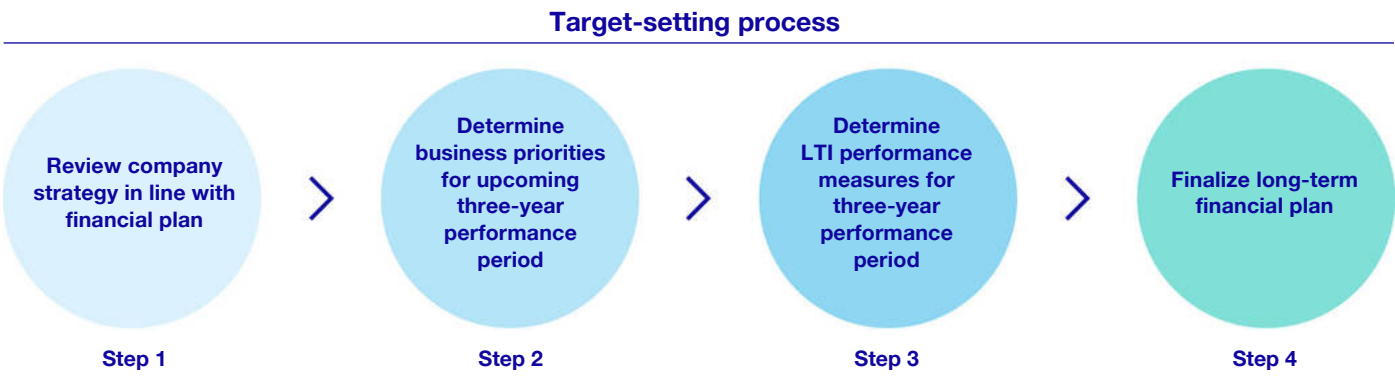 Target-setting process
Review company
strategy in line with
financial plan
Determine
business priorities
for upcoming
three-year
performance
period
Determine
LTI performance
measures for
three-year
performance
period
Finalize long-term
financial plan
Step 1
Step 2
Step 3
Step 4